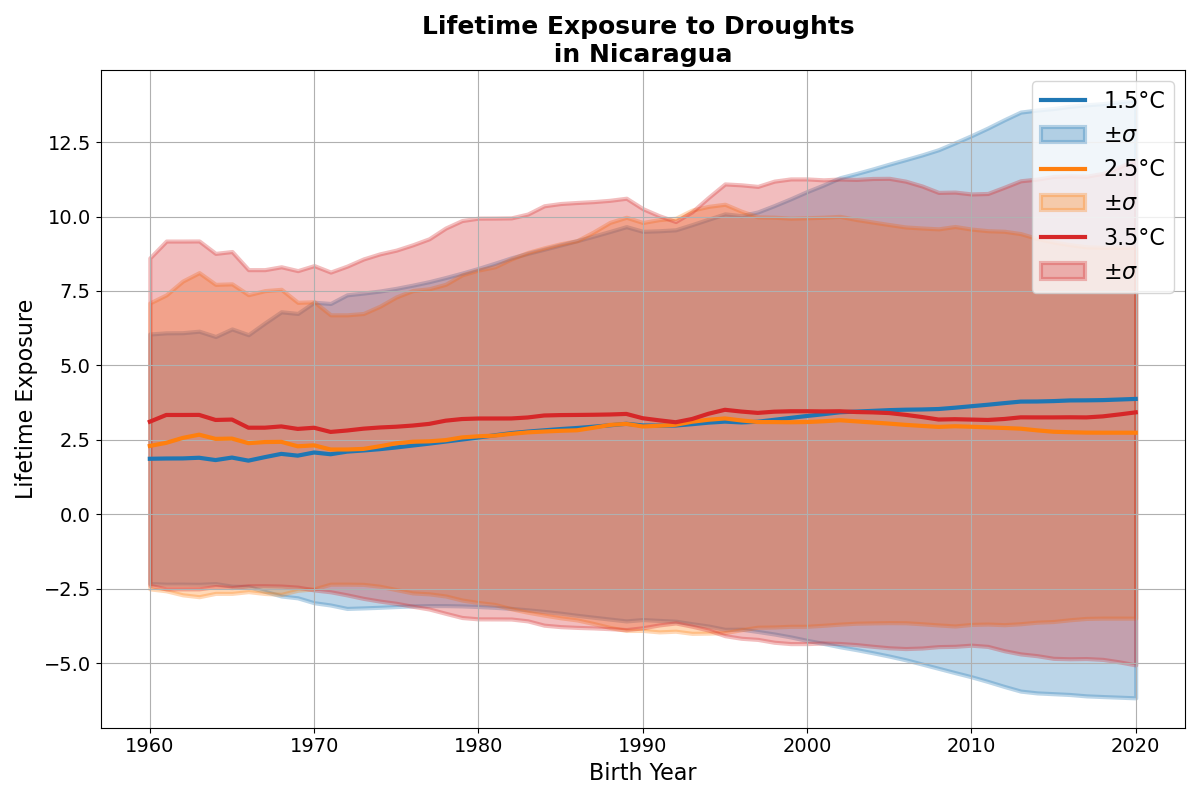 Lifetime Exposure to Droughts
in Nicaragua
Lifetime Exposure
12.5
10.0
7.5
5.0
2.5
0.0
−2.5
−5.0
1.5°C
±σ
2.5°C
±σ
3.5°C
±σ
1960
1970
1980
1990
2000
2010
2020
Birth Year